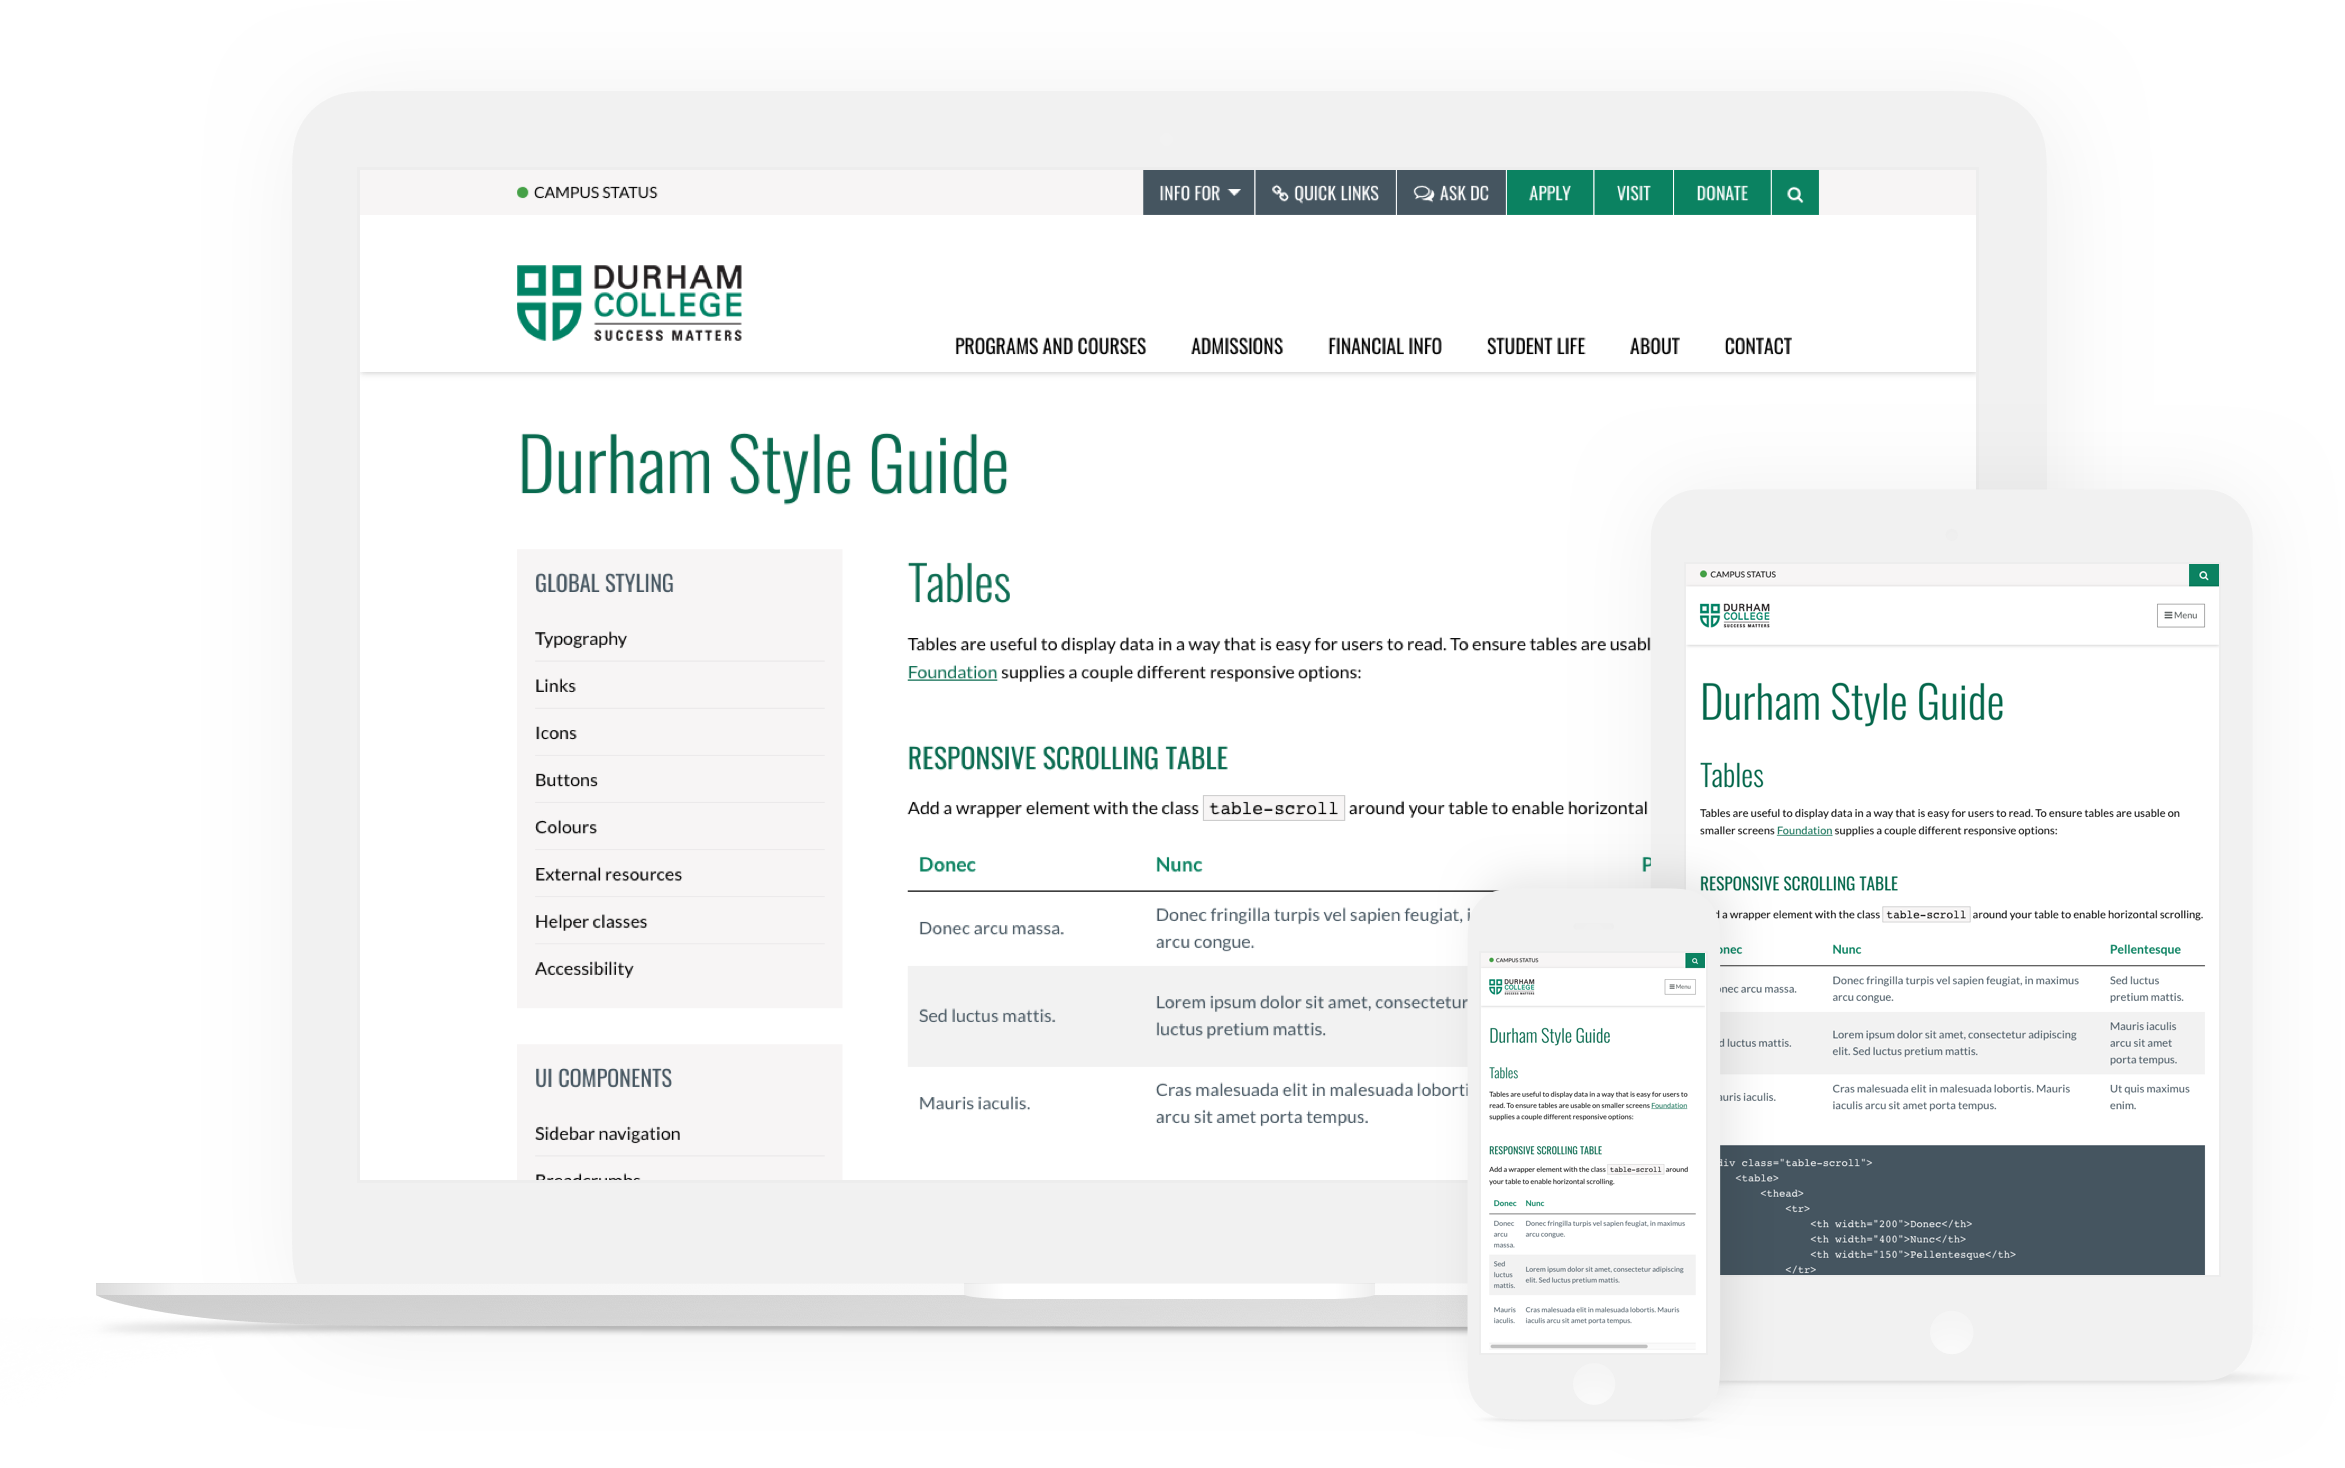 CAMPUS STATUS
INFO FOR
QUICK LINKS
ASK DC
APPLY
VISIT
DONATE
DURHAM
COLLEGE
SUCCESS MATTERS
PROGRAMS AND COURSES
ADMISSIONS
FINANCIAL INFO
STUDENT LIFE
ABOUT
CONTACT
Durham Style Guide
GLOBAL STYLING
Typography
Links
Icons
Buttons
Colours
External resources
Helper classes
Accessibility
UI COMPONENTS
Sidebar navigation
Breadcrumbs
Tables
Tables are useful to display data in a way that is easy for users to read. To ensure tables are usabl
Foundation supplies a couple different responsive options:
RESPONSIVE SCROLLING TABLE
Add a wrapper element with the class table-scroll around your table to enable horizontal
Donec Nunc P
Donec arcu massa.
Donec fringilla turpis vel sapien feugiat, i
arcu congue.
Sed luctus mattis.
Lorem ipsum dolor sit amet, consectetur
luctus pretium mattis.
Mauris iaculis.
Cras malesuada elit in malesuada loborti
arcu sit amet porta tempus.
CAMPUS STATUS
DURHAM
COLLEGE
SUCCESS MATTERS
Menu
Durham Style Guide
Tables
Tables are useful to display data in a way that is easy for users to read. To ensure tables are usable on
smaller screens Foundation supplies a couple different responsive options:
RESPONSIVE SCROLLING TABLE
d a wrapper element with the class table-scroll around your table to enable horizontal scrolling.
onec Nunc Pellentesque
nec arcu massa.
Donec fringilla turpis vel sapien feugiat, in maximus
arcu congue.
Sed luctus
pretium mattis.
d luctus mattis.
Lorem ipsum dolor sit amet, consectetur adipiscing
elit. Sed luctus pretium mattis.
Mauris iaculis
arcu sit amet
porta tempus.
uris iaculis.
Cras malesuada elit in malesuada lobortis. Mauris
iaculis arcu sit amet porta tempus.
Ut quis maximus
enim.
div class="table-scroll">
<table>
<thead>
<tr>
<th width="200">Donec</th>
<th width="400">Nunc</th>
<th width="150">Pellentesque</th>
</tr>
CAMPUS STATUS
DURHAM
COLLEGE
SUCCESS MATTERS
Menu
Durham Style Guide
Tables
Tables are useful to display data in a way that is easy for users to
read. To ensure tables are usable on smaller screens Foundation
supplies a couple different responsive options:
RESPONSIVE SCROLLING TABLE
Add a wrapper element with the class table-scroll around
your table to enable horizontal scrolling.
Donec Nunc
Donec
arcu
massa.
Donec fringilla turpis vel sapien feugiat, in maximus
arcu congue.
Sed
luctus
mattis.
Lorem ipsum dolor sit amet, consectetur adipiscing
elit. Sed luctus pretium mattis.
Mauris
iaculis.
Cras malesuada elit in malesuada lobortis. Mauris
iaculis arcu sit amet porta tempus.